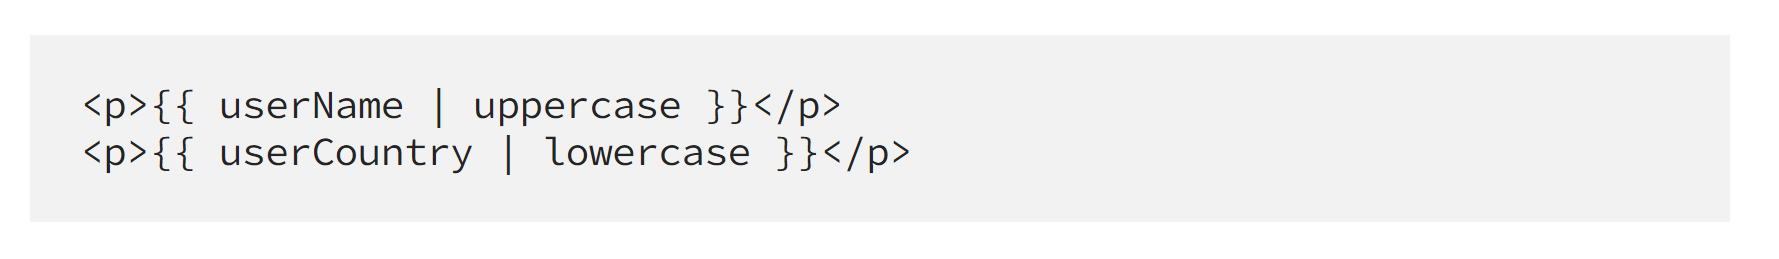 <p>{{ userName | uppercase }}</p>
<p>{{ userCountry | lowercase }}</p>